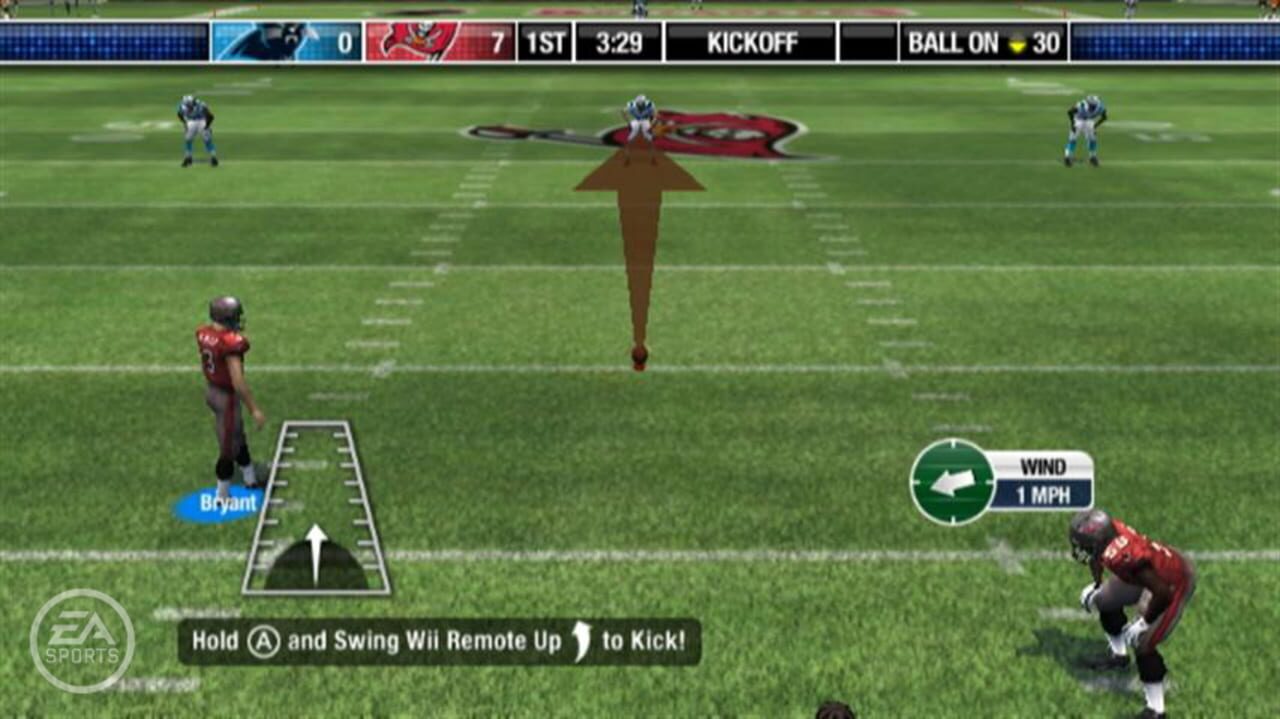 0 7 1ST 3:29 KICKOFF BALL ON 30
3
Bryant
WIND
1 MPH
Hold A and Swing Wii Remote Up to Kick!
EA
SPORTS